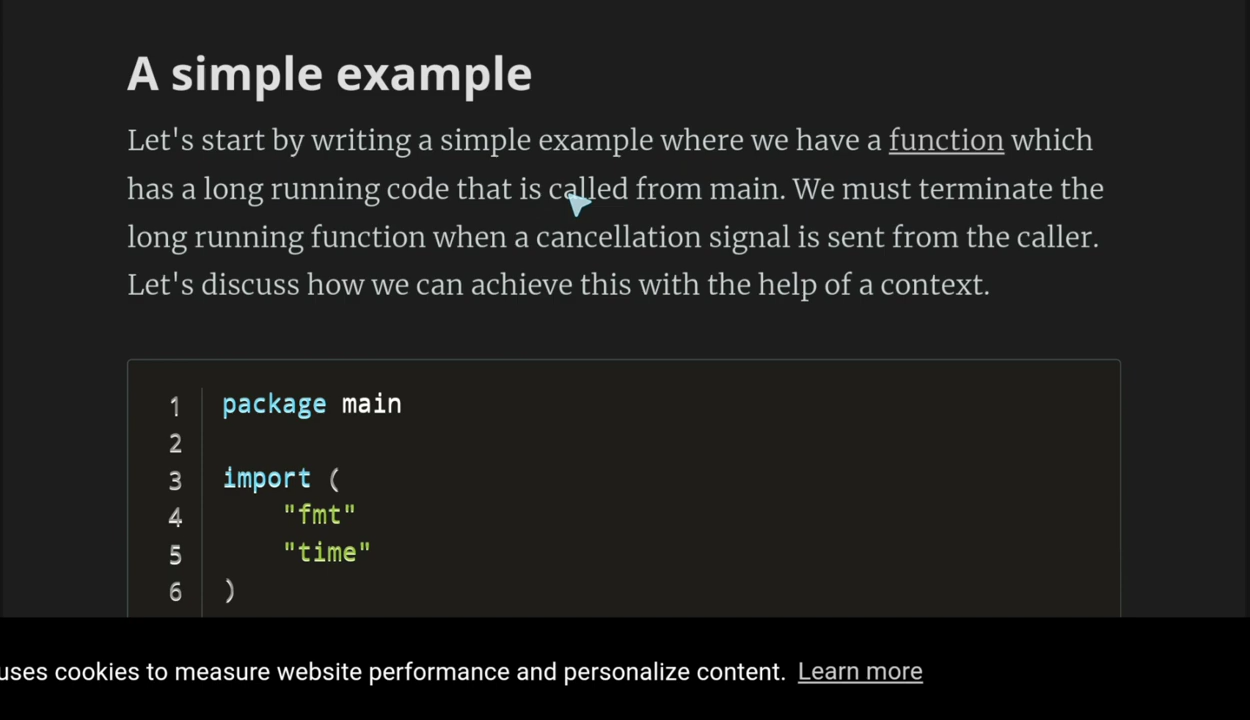 A simple example
Let's start by writing a simple example where we have a function which
has a long running code that is called from main. We must terminate the
long running function when a cancellation signal is sent from the caller.
Let's discuss how we can achieve this with the help of a context.
1 package main
2
3 import (
4 "fmt"
5 "time"
6 )
uses cookies to measure website performance and personalize content. Learn more